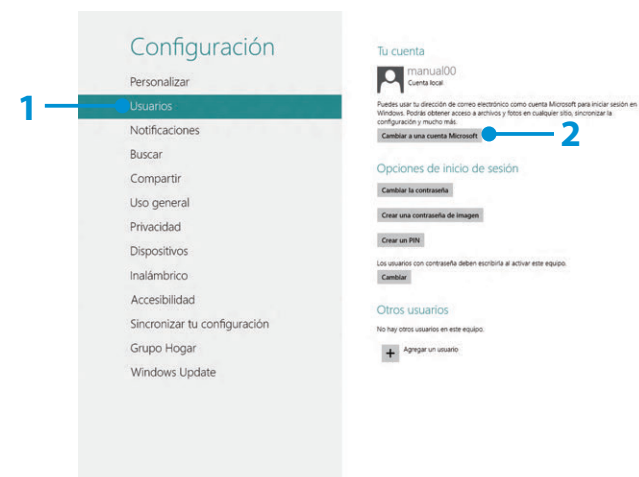 Configuración
Personalizar
1
Usuarios
Notificaciones
Buscar
Compartir
Uso general
Privacidad
Dispositivos
Inalámbrico
Accesibilidad
Sincronizar tu configuración
Grupo Hogar
Windows Update
Tu cuenta
manual00
Cuenta local
Puedes usar tu dirección de correo electrónico como cuenta Microsoft para iniciar sesión en
Windows. Podrás obtener acceso a archivos y fotos en cualquier sitio, sincronizar la
configuración y mucho más.
Cambiar a una cuenta Microsoft
2
Opciones de inicio de sesión
Cambiar la contraseña
Crear una contraseña de imagen
Crear un PIN
Los usuarios con contraseña deben escribirla al activar este equipo.
Cambiar
Otros usuarios
No hay otros usuarios en este equipo.
+ Agregar un usuario